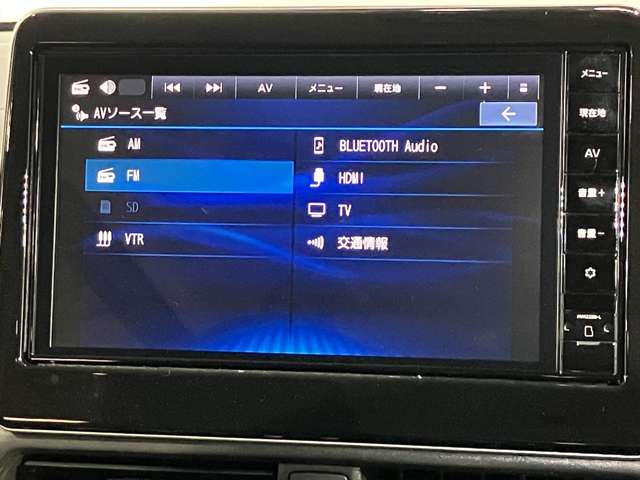 AV メニュー 現在地 － ＋
AVソース一覧
AM
BLUETOOTH Audio
FM
HDMI
SD
TV
VTR
交通情報
メニュー
現在地
AV
音量＋
音量－